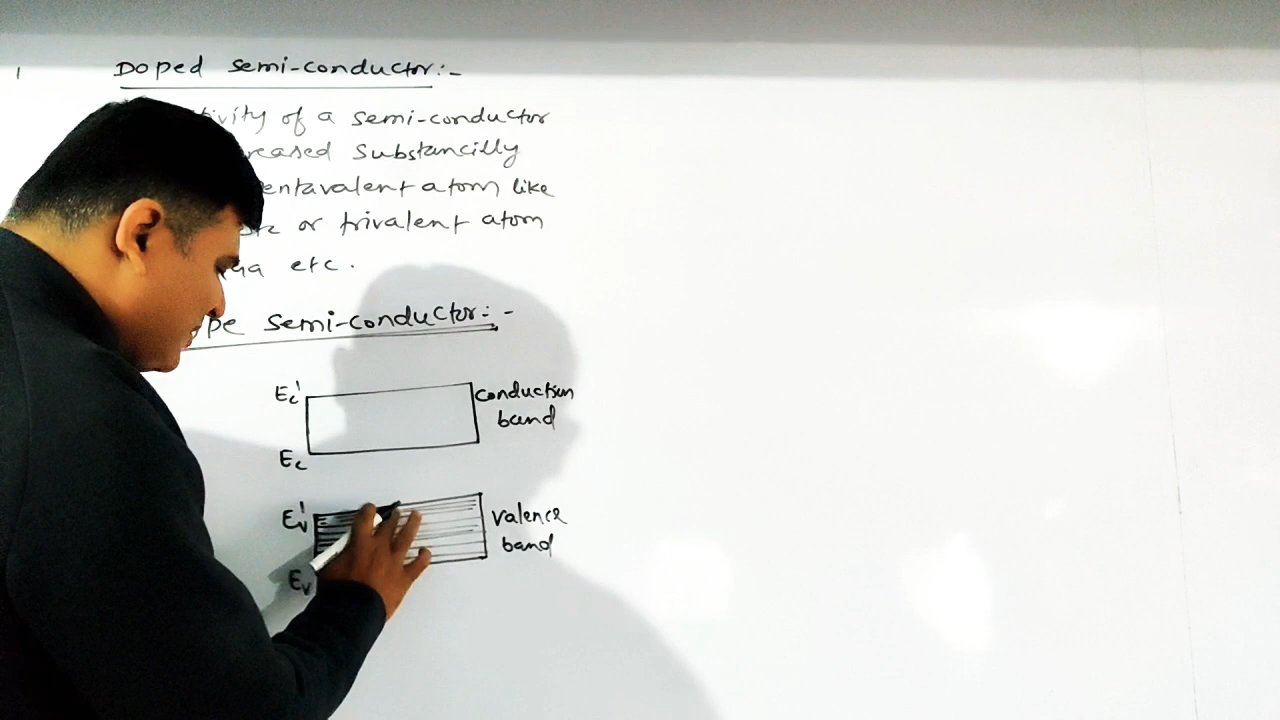 Doped semi-conductor:-
tivity of a semi-conductor
reased substancilly
entavalent atom like
or trivalent atom
Ga etc.
pe semi-conductor:-
Ec'
conduction
band
Ec
Ev'
valence
band
Ev